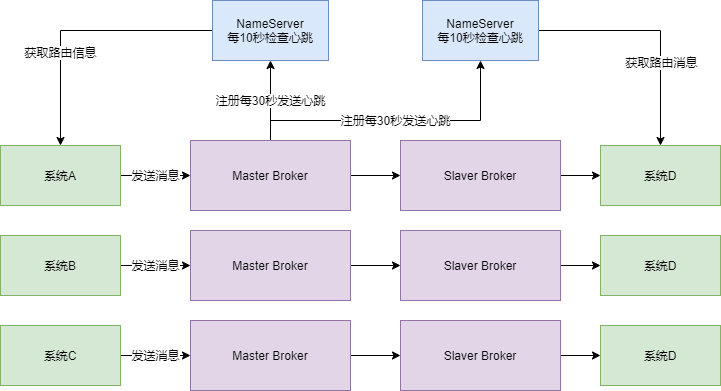 NameServer
每10秒检查心跳
NameServer
每10秒检查心跳
获取路由信息
获取路由消息
注册每30秒发送心跳
注册每30秒发送心跳
系统A
发送消息
Master Broker
Slaver Broker
系统D
系统B
发送消息
Master Broker
Slaver Broker
系统D
系统C
发送消息
Master Broker
Slaver Broker
系统D